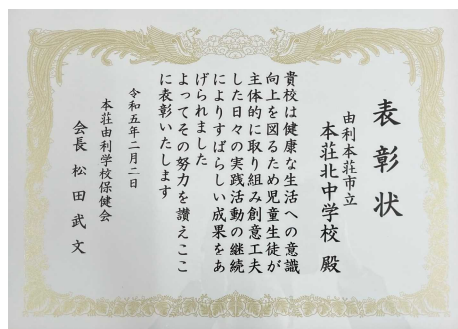 表彰状
由利本荘市立
本荘北中学校 殿
貴校は健康な生活への意識
向上を図るため児童生徒が
主体的に取り組み創意工夫
した日々の実践活動の継続
によりすばらしい成果をあ
げられました
よってその努力を讃えここ
に表彰いたします
令和五年二月二日
本荘由利学校保健会
会長 松田武文